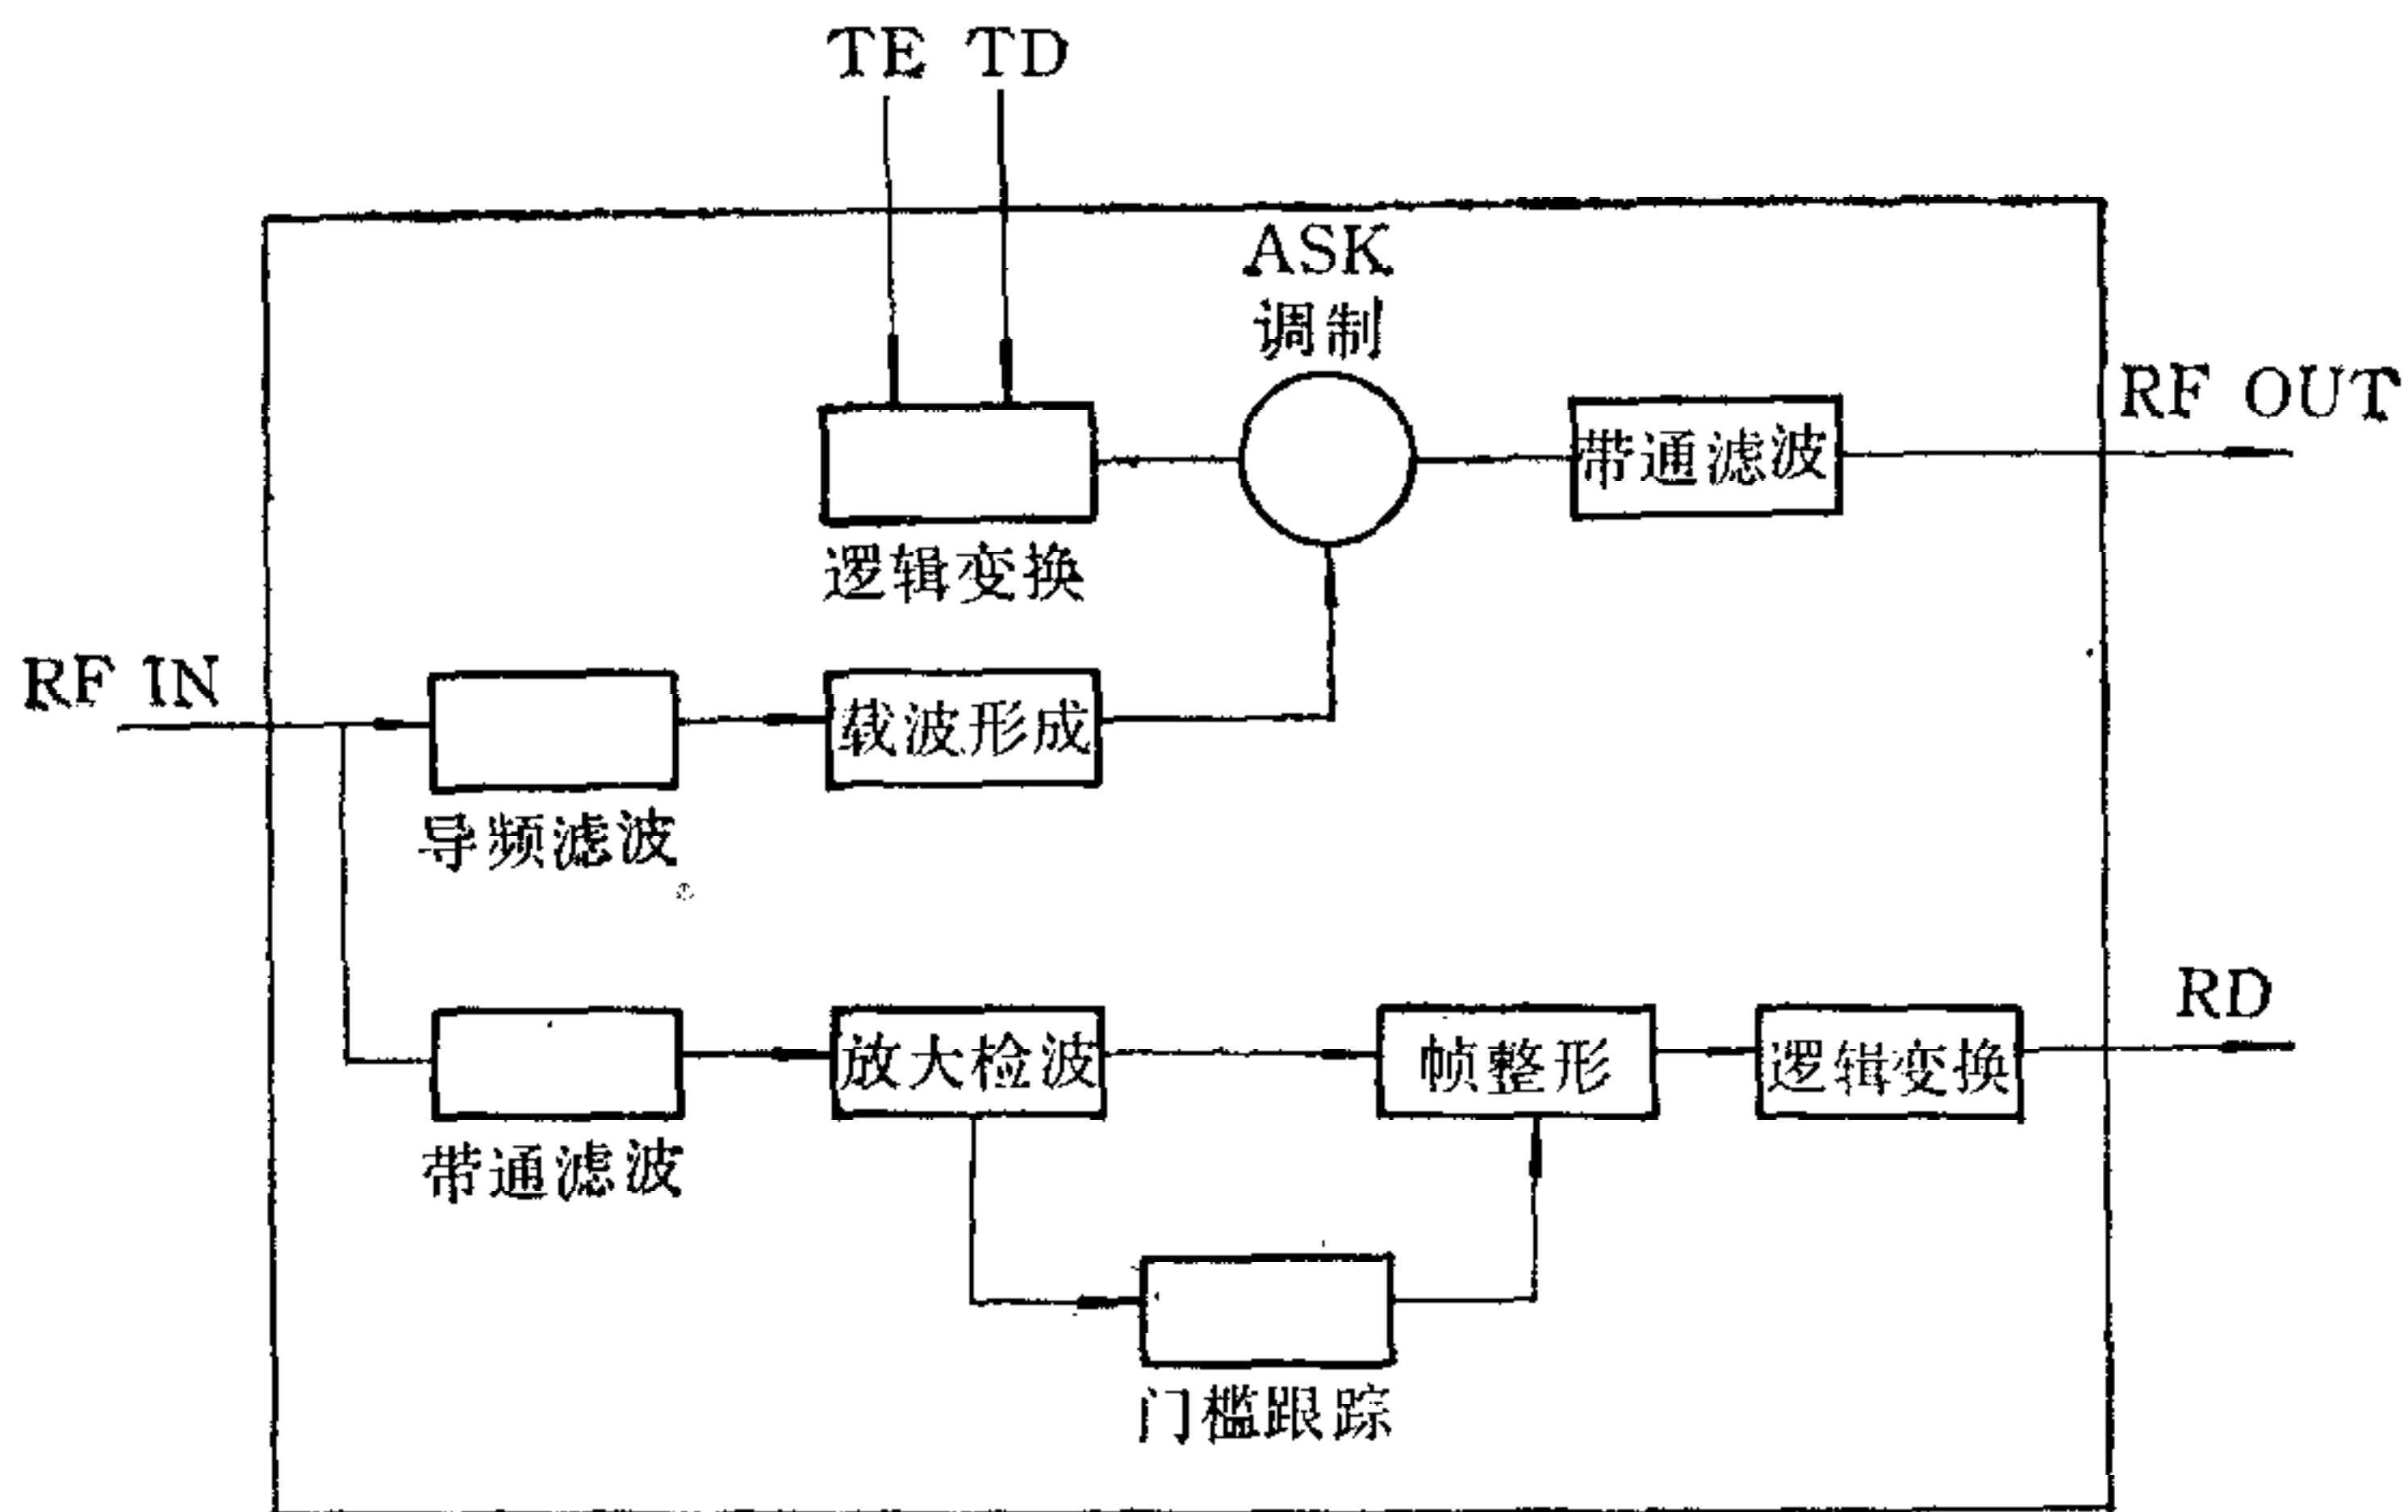 TE TD
ASK
调制
RF OUT
带通滤波
逻辑变换
RF IN
载波形成
导频滤波
RD
放大检波
帧整形
逻辑变换
带通滤波
门槛跟踪